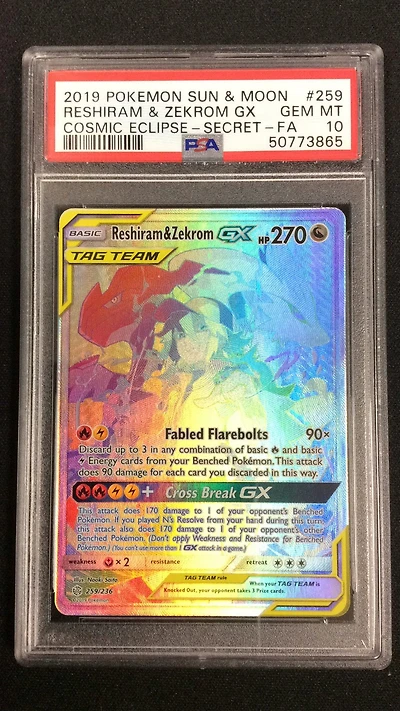 2019 POKEMON SUN & MOON #259
RESHIRAM & ZEKROM GX GEM MT
COSMIC ECLIPSE - SECRET - FA 10
PSA 50773865
BASIC Reshiram&Zekrom GX HP270
TAG TEAM
Fabled Flarebolts 90×
Discard up to 3 in any combination of basic and basic
Energy cards from your Benched Pokémon. This attack
does 90 damage for each card you discarded in this way.
+ Cross Break GX
This attack does 170 damage to 1 of your opponent's Benched
Pokémon. If you played N's Resolve from your hand during this turn,
this attack also does 170 damage to 1 of your opponent's other
Benched Pokémon. (Don't apply Weakness and Resistance for Benched
Pokémon.) (You can't use more than 1 GX attack in a game.)
weakness × 2 resistance retreat
Illus. Naoki Saito
TAG TEAM rule When your TAG TEAM is
Knocked Out, your opponent takes 3 Prize cards.
259/236